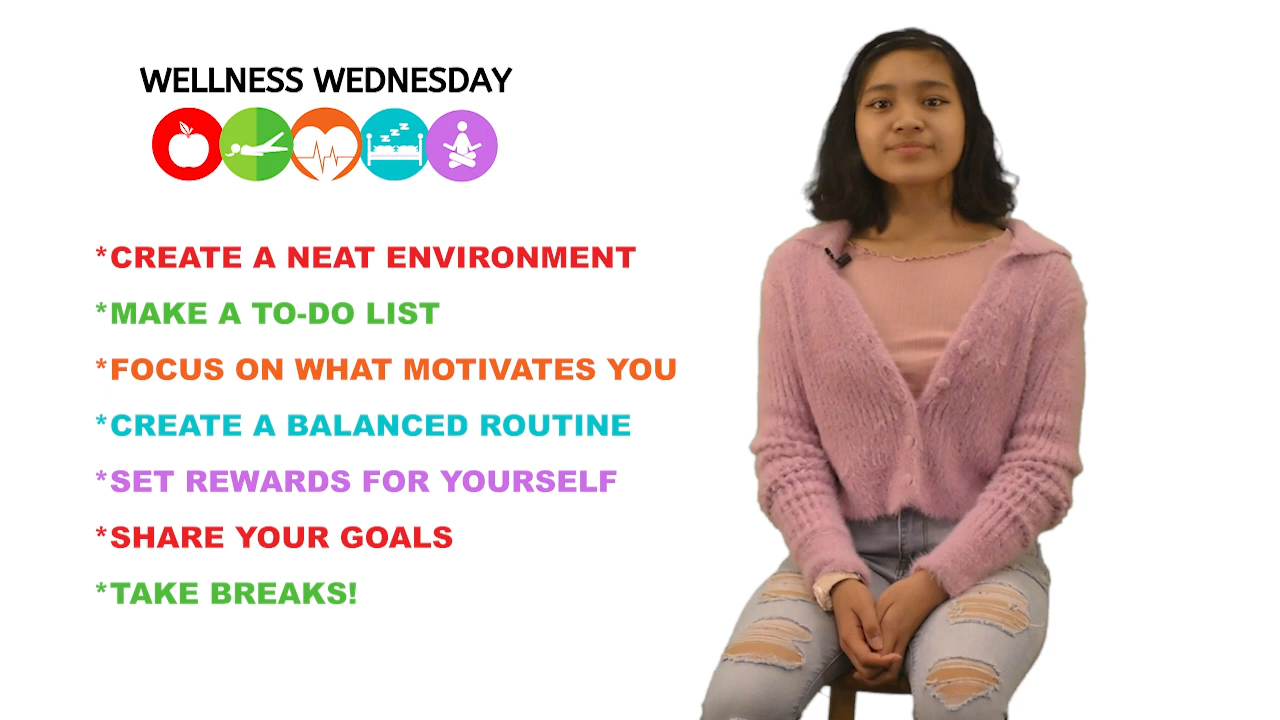 WELLNESS WEDNESDAY
*CREATE A NEAT ENVIRONMENT
*MAKE A TO-DO LIST
*FOCUS ON WHAT MOTIVATES YOU
*CREATE A BALANCED ROUTINE
*SET REWARDS FOR YOURSELF
*SHARE YOUR GOALS
*TAKE BREAKS!